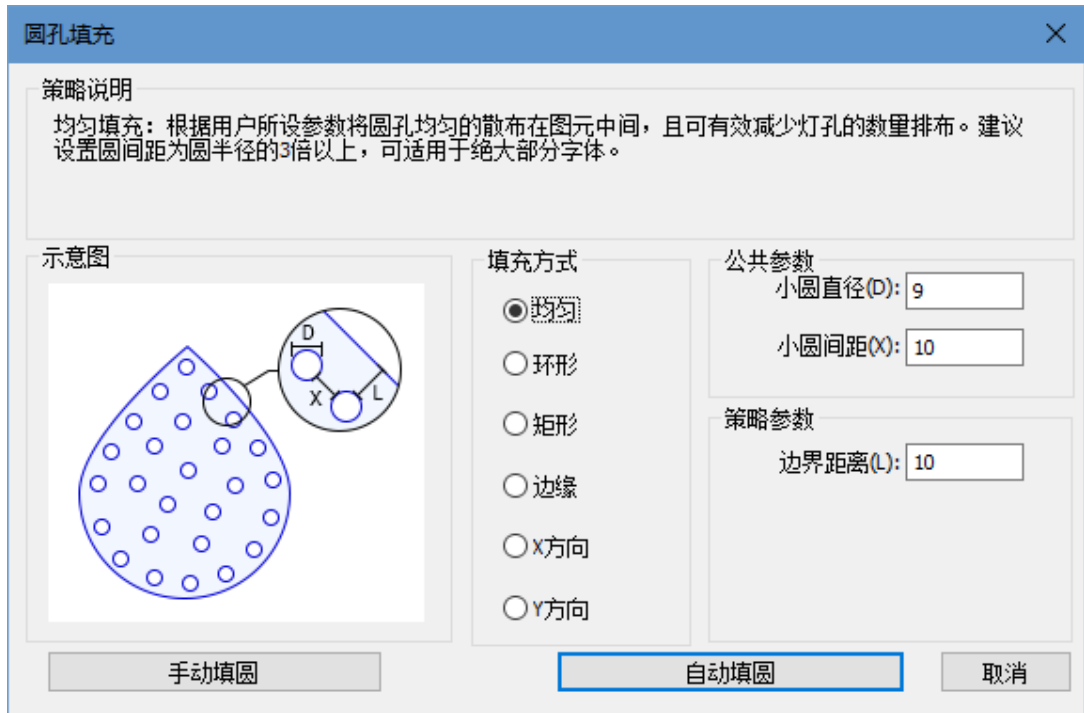 圆孔填充
策略说明
均匀填充：根据用户所设参数将圆孔均匀的散布在图元中间，且可有效减少灯孔的数量排布。建议
设置圆间距为圆半径的3倍以上，可适用于绝大部分字体。
示意图
D
X
L
填充方式
均匀
环形
矩形
边缘
X方向
Y方向
公共参数
小圆直径(D): 9
小圆间距(X): 10
策略参数
边界距离(L): 10
手动填圆
自动填圆
取消